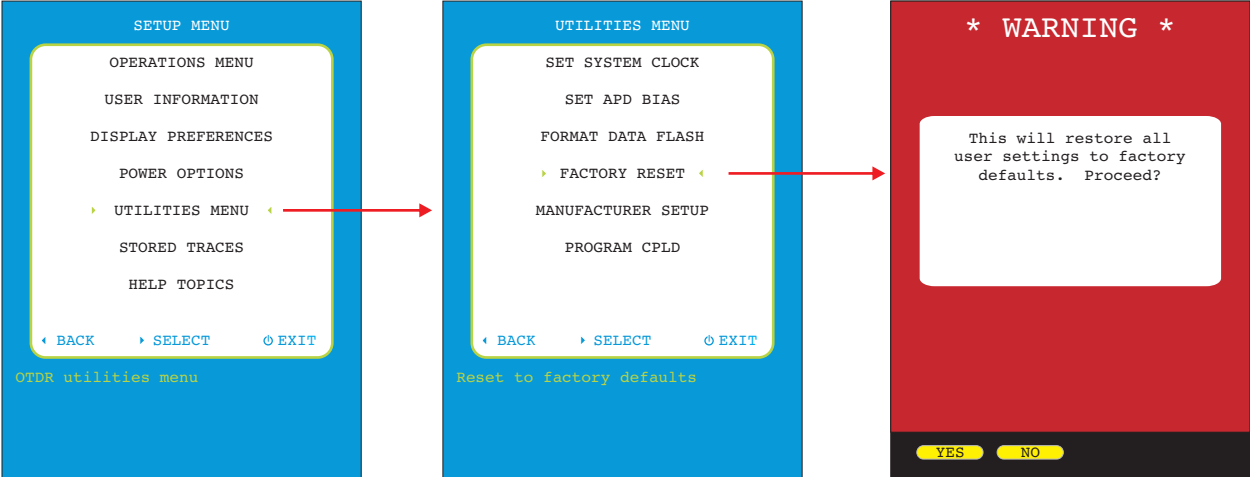 SETUP MENU
OPERATIONS MENU
USER INFORMATION
DISPLAY PREFERENCES
POWER OPTIONS
UTILITIES MENU
STORED TRACES
HELP TOPICS
BACK SELECT EXIT
OTDR utilities menu
UTILITIES MENU
SET SYSTEM CLOCK
SET APD BIAS
FORMAT DATA FLASH
FACTORY RESET
MANUFACTURER SETUP
PROGRAM CPLD
BACK SELECT EXIT
Reset to factory defaults
* WARNING *
This will restore all
user settings to factory
defaults. Proceed?
YES NO